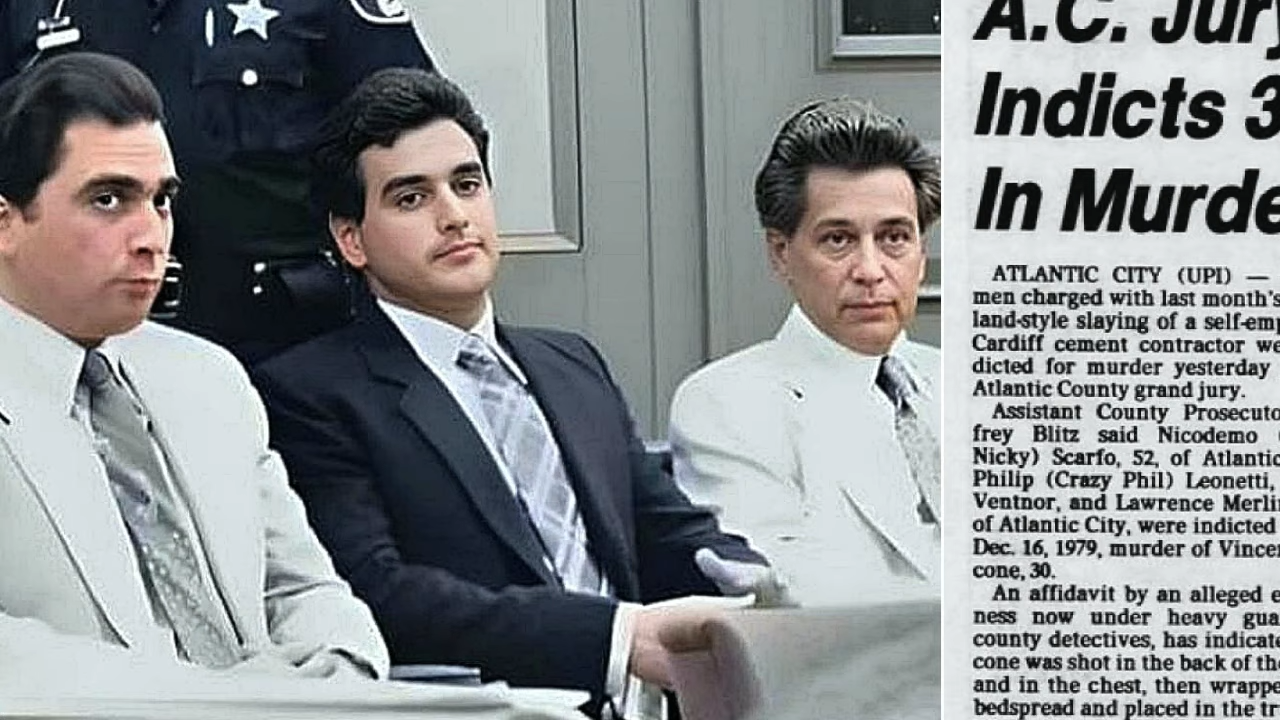 A.C. Jury
Indicts 3
In Murde
ATLANTIC CITY (UPI) —
men charged with last month's
land-style slaying of a self-em
Cardiff cement contractor we
dicted for murder yesterday
Atlantic County grand jury.
Assistant County Prosecuto
frey Blitz said Nicodemo (
Nicky) Scarfo, 52, of Atlantic
Philip (Crazy Phil) Leonetti,
Ventnor, and Lawrence Merli
of Atlantic City, were indicted
Dec. 16, 1979, murder of Vincen
cone, 30.
An affidavit by an alleged e
ness now under heavy gua
county detectives, has indicate
cone was shot in the back of the
and in the chest, then wrappe
bedspread and placed in the tr